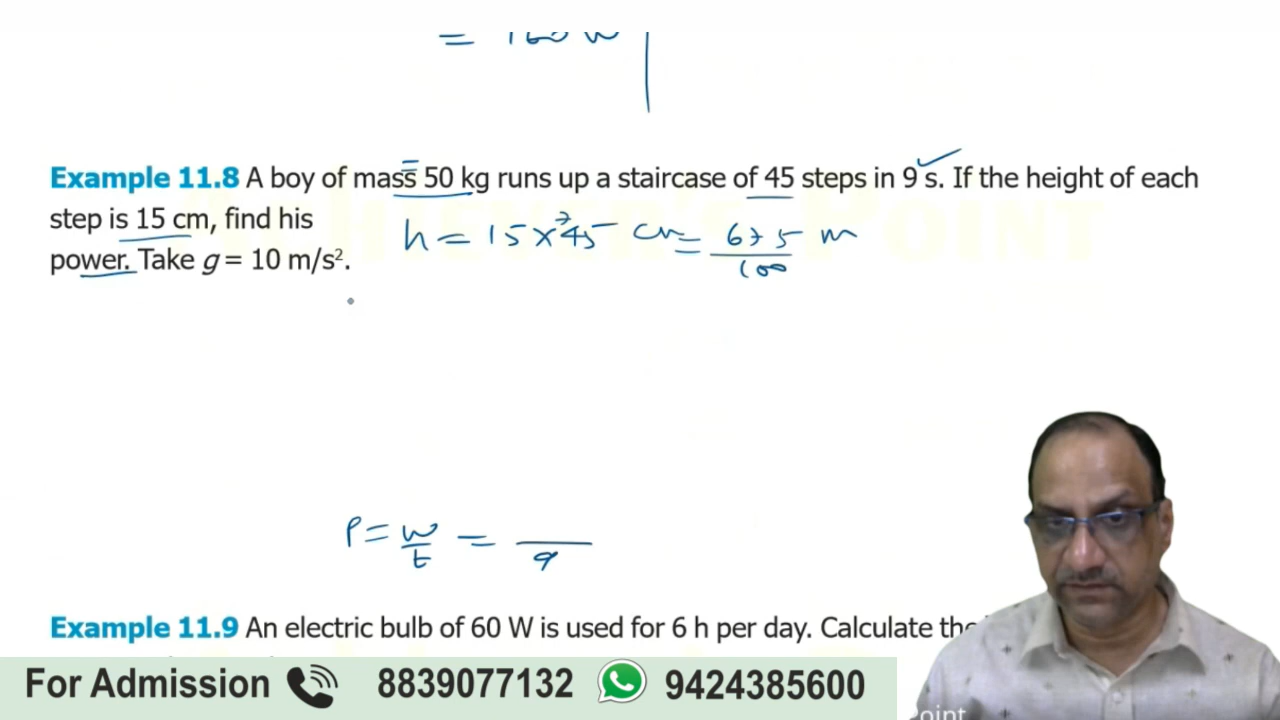 = 160 W
Example 11.8 A boy of mass 50 kg runs up a staircase of 45 steps in 9 s. If the height of each
step is 15 cm, find his
h = 15 × 45 cm = 675/100 m
power. Take g = 10 m/s².
P = W/t = /9
Example 11.9 An electric bulb of 60 W is used for 6 h per day. Calculate the
For Admission 8839077132 9424385600
Point